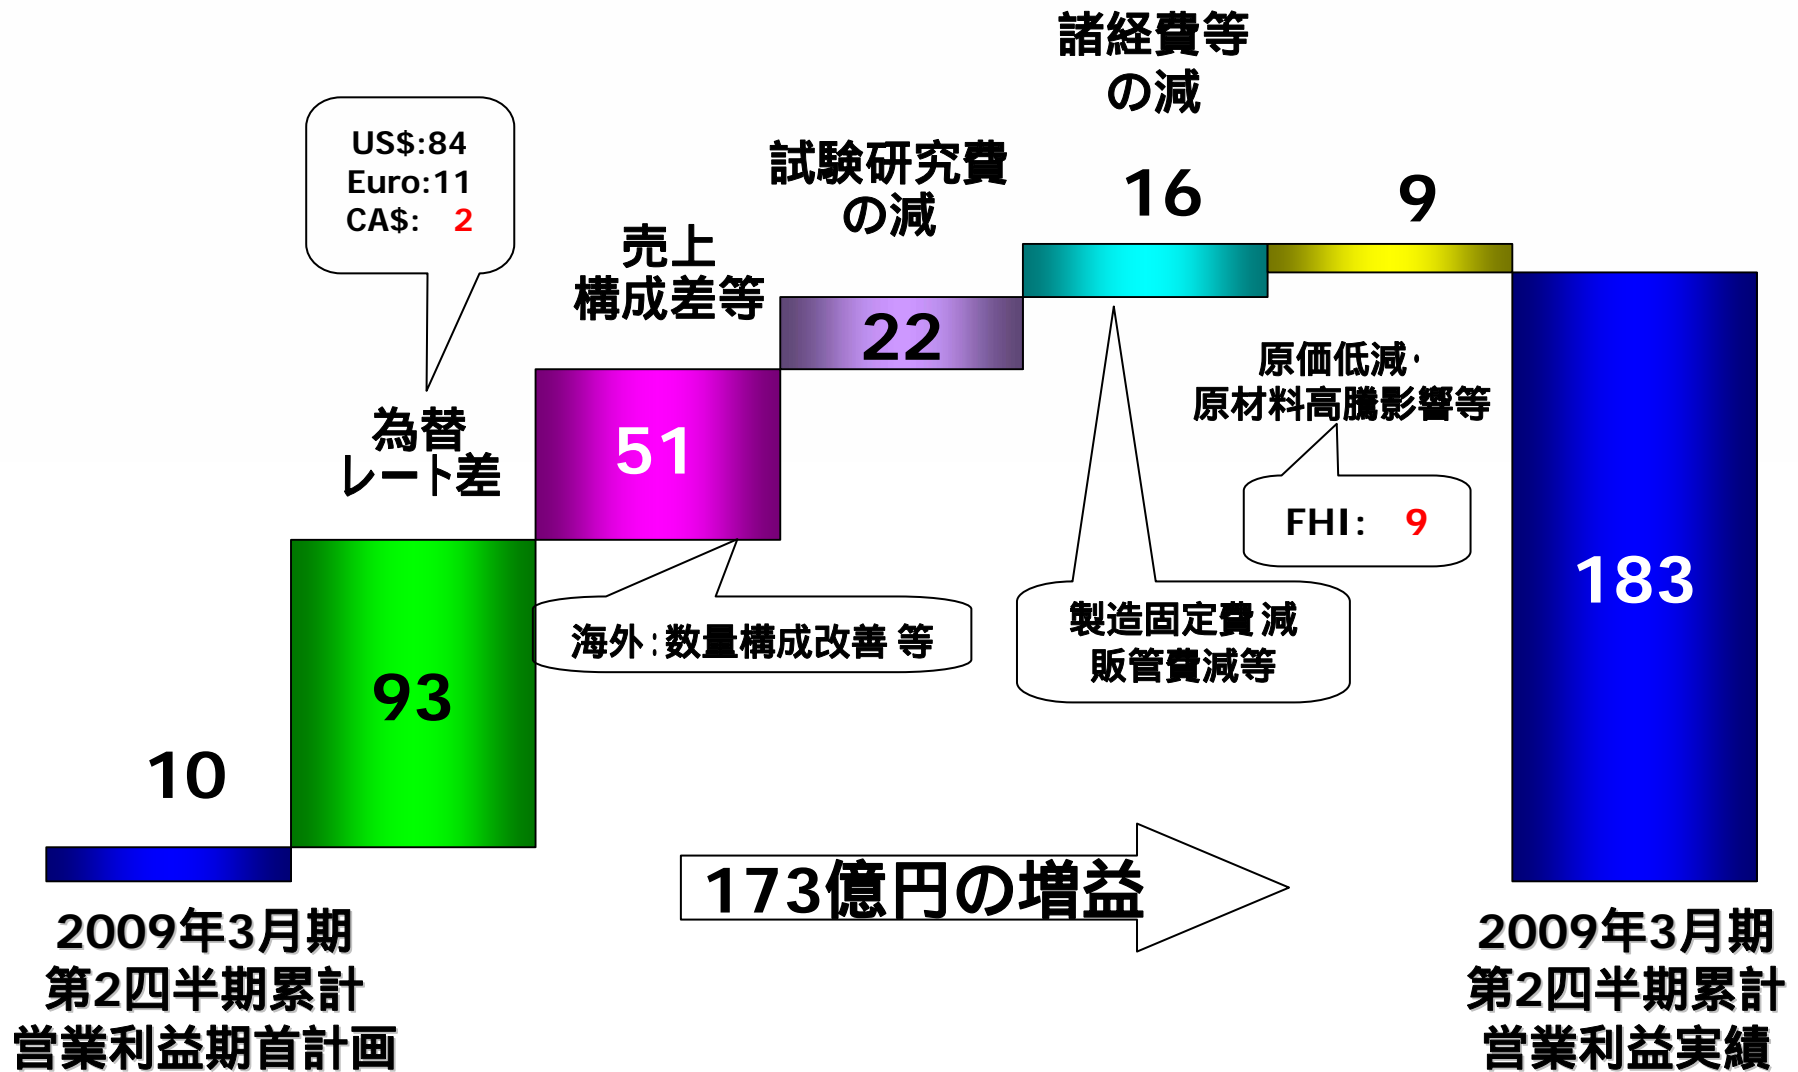 諸経費等
の減
16
9
US$:84
Euro:11
CA$: 2
試験研究費
の減
22
売上
構成差等
51
為替
レート差
93
原価低減・
原材料高騰影響等
FHI: 9
海外:数量構成改善 等
製造固定費 減
販管費減等
10
183
173億円の増益
2009年3月期
第2四半期累計
営業利益期首計画
2009年3月期
第2四半期累計
営業利益実績